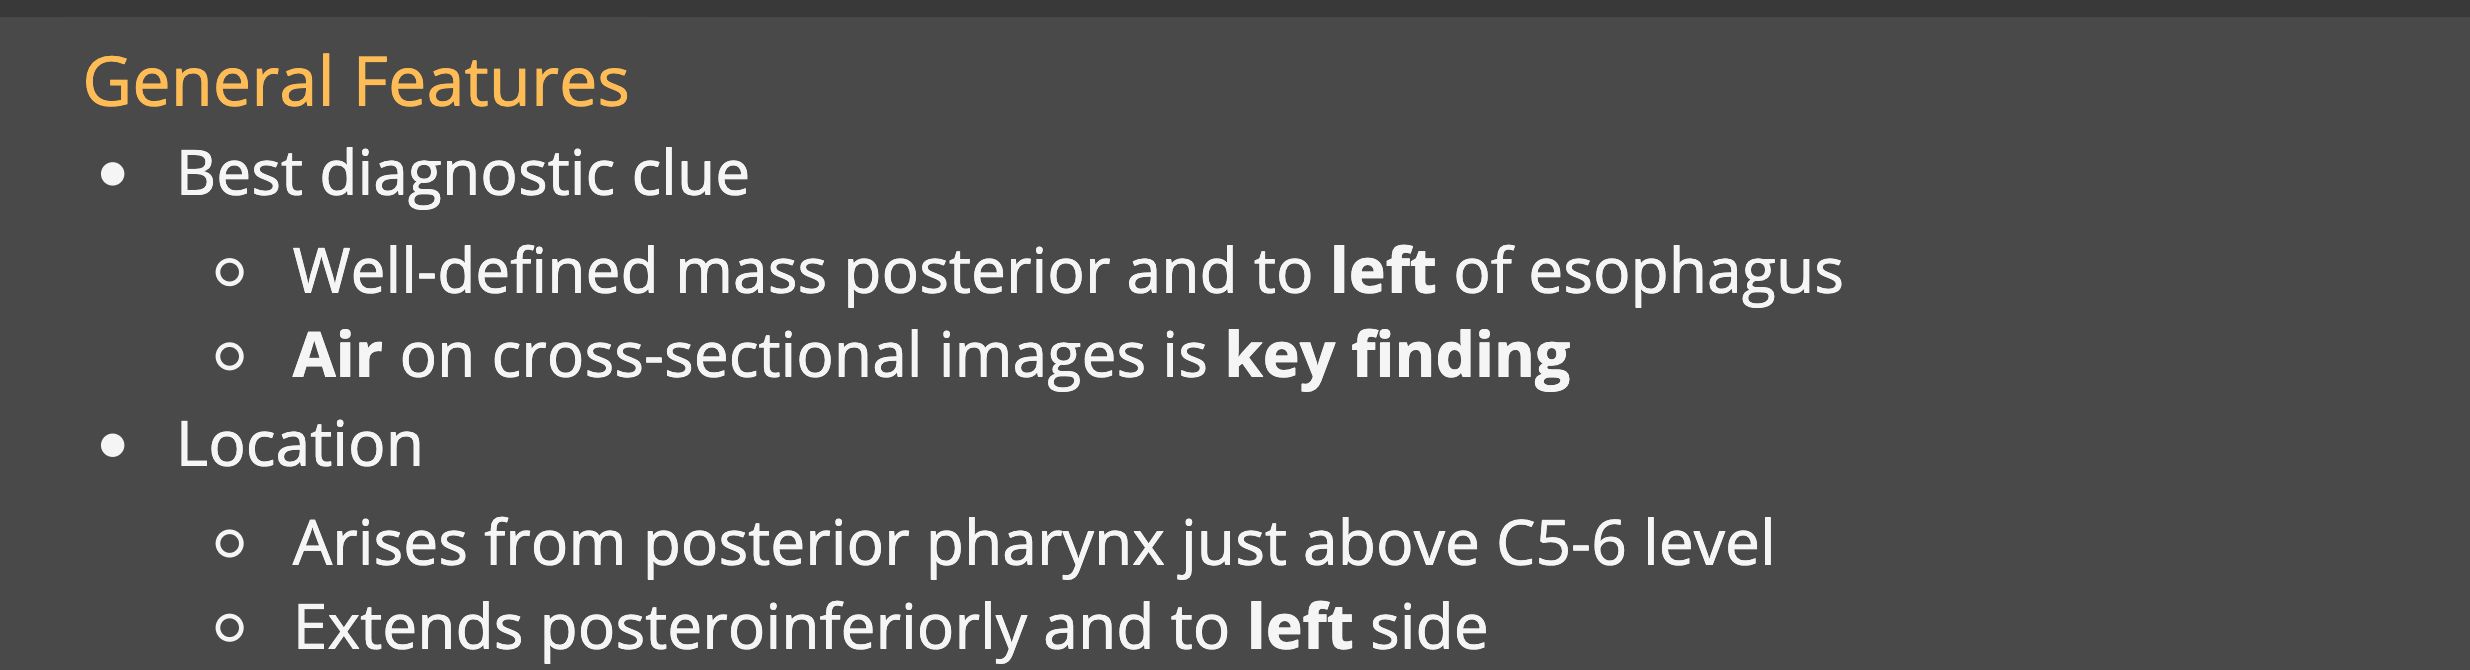 General Features
• Best diagnostic clue
○ Well-defined mass posterior and to left of esophagus
○ Air on cross-sectional images is key finding
• Location
○ Arises from posterior pharynx just above C5-6 level
○ Extends posteroinferiorly and to left side